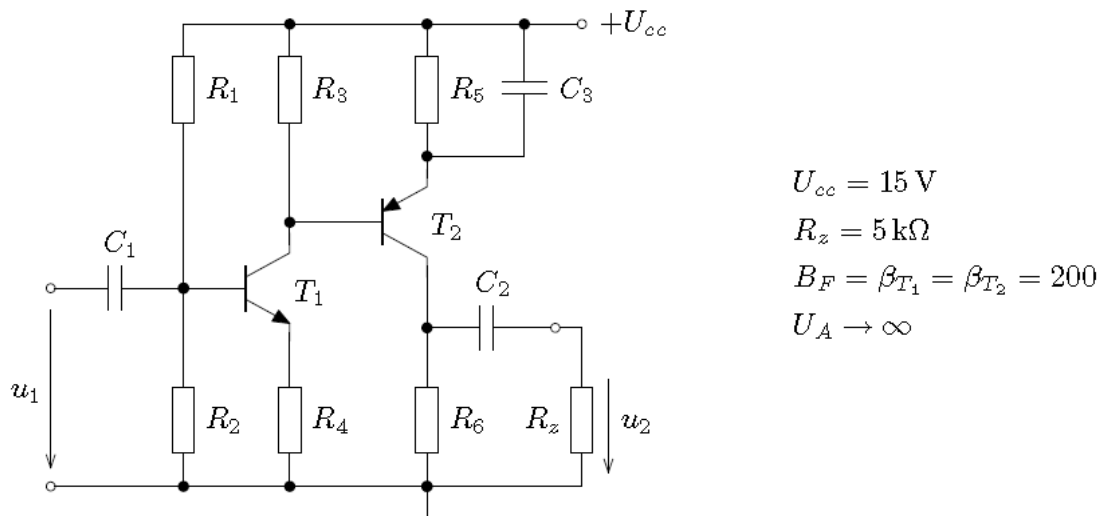 +U_cc
R_1
R_3
R_5
C_3
T_2
C_1
T_1
C_2
u_1
R_2
R_4
R_6
R_z
u_2
U_cc = 15 V
R_z = 5 kΩ
B_F = β_T₁ = β_T₂ = 200
U_A → ∞